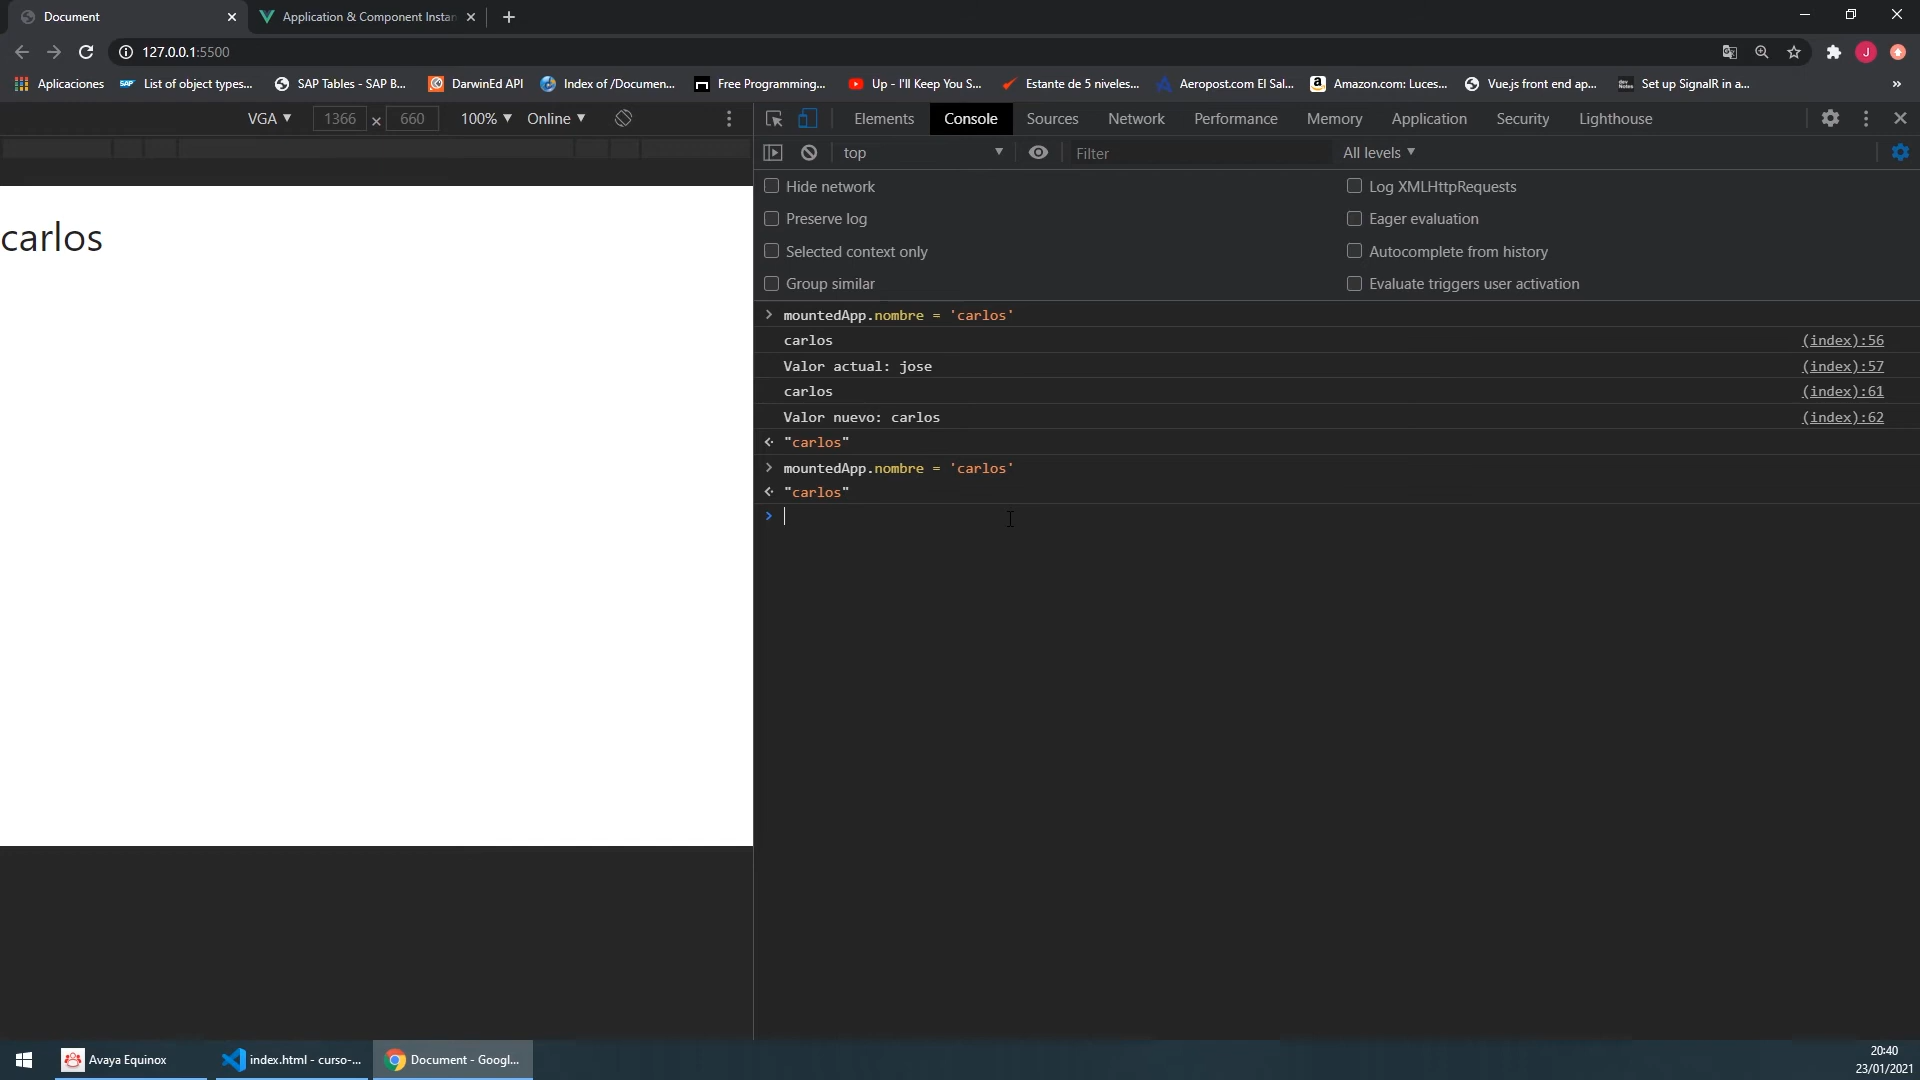 Document
Application & Component Instan
127.0.0.1:5500
Aplicaciones
List of object types...
SAP Tables - SAP B...
DarwinEd API
Index of /Documen...
Free Programming...
Up - I'll Keep You S...
Estante de 5 niveles...
Aeropost.com El Sal...
Amazon.com: Luces...
Vue.js front end ap...
Set up SignalR in a...
»
VGA 1366 × 660 100% Online
Elements Console Sources Network Performance Memory Application Security Lighthouse
top Filter All levels
Hide network
Log XMLHttpRequests
Preserve log
Eager evaluation
Selected context only
Autocomplete from history
Group similar
Evaluate triggers user activation
carlos
> mountedApp.nombre = 'carlos'
carlos (index):56
Valor actual: jose (index):57
carlos (index):61
Valor nuevo: carlos (index):62
"carlos"
> mountedApp.nombre = 'carlos'
"carlos"
>
J
Avaya Equinox
index.html - curso-...
Document - Googl...
20:40
23/01/2021